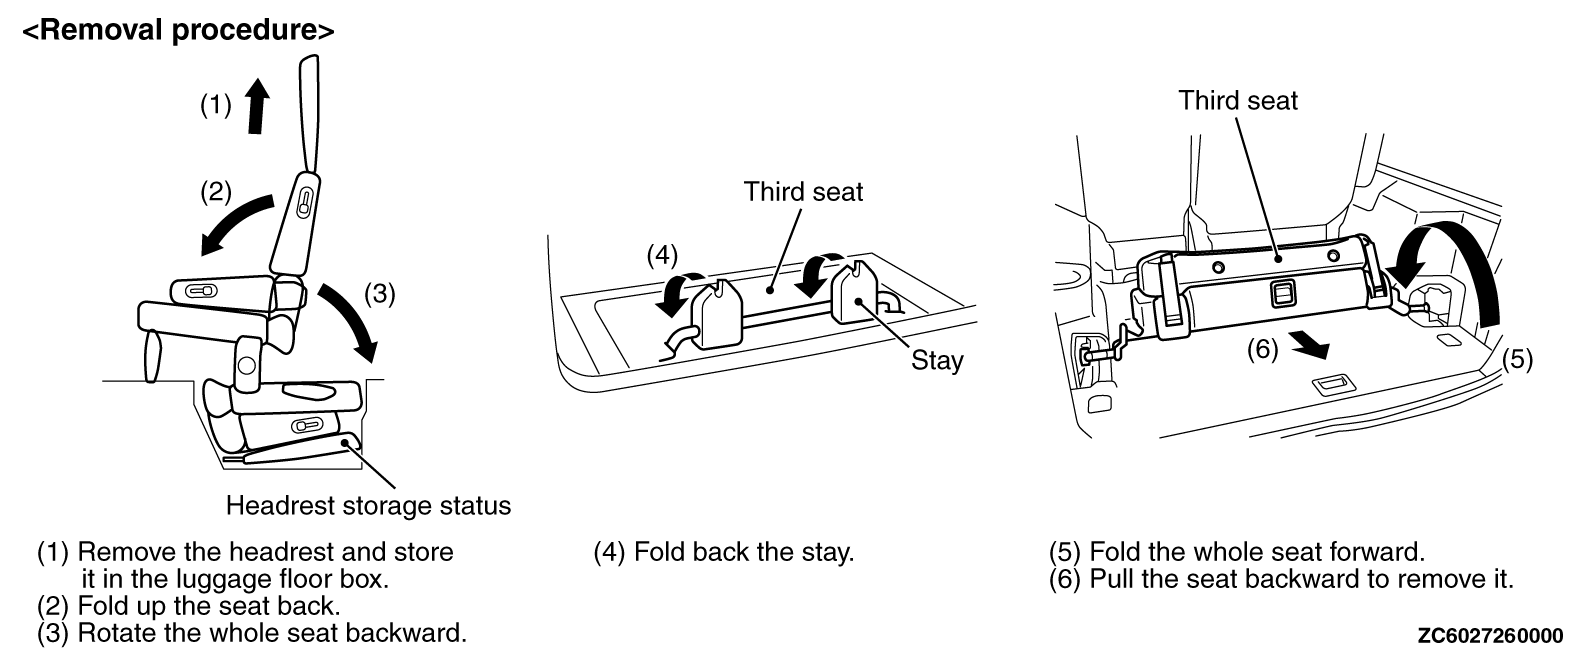 <Removal procedure>
(1)
(2)
(3)
Headrest storage status
(1) Remove the headrest and store
it in the luggage floor box.
(2) Fold up the seat back.
(3) Rotate the whole seat backward.
Third seat
(4)
Stay
(4) Fold back the stay.
Third seat
(6)
(5)
(5) Fold the whole seat forward.
(6) Pull the seat backward to remove it.
ZC6027260000